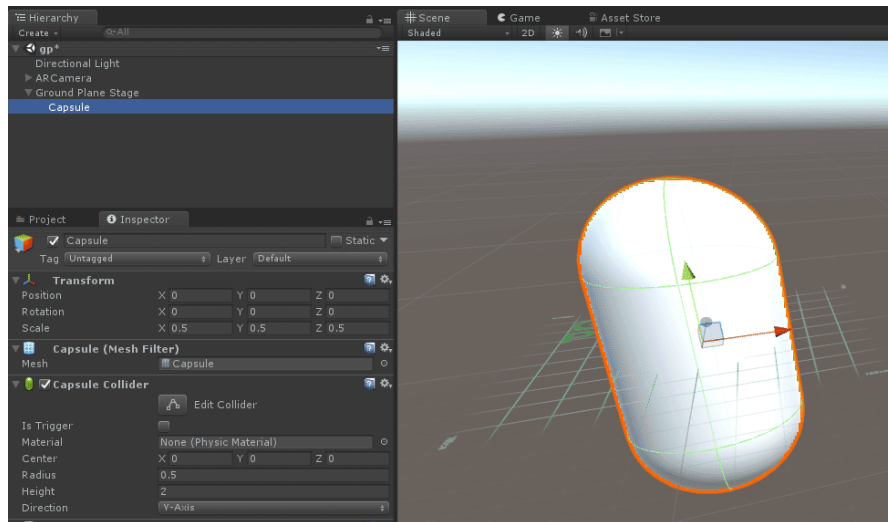 Hierarchy
Create
All
gp*
Directional Light
ARCamera
Ground Plane Stage
Capsule
Project
Inspector
Capsule
Static
Tag Untagged Layer Default
Transform
Position X 0 Y 0 Z 0
Rotation X 0 Y 0 Z 0
Scale X 0.5 Y 0.5 Z 0.5
Capsule (Mesh Filter)
Mesh Capsule
Capsule Collider
Edit Collider
Is Trigger
Material None (Physic Material)
Center X 0 Y 0 Z 0
Radius 0.5
Height 2
Direction Y-Axis
Scene Game Asset Store
Shaded 2D